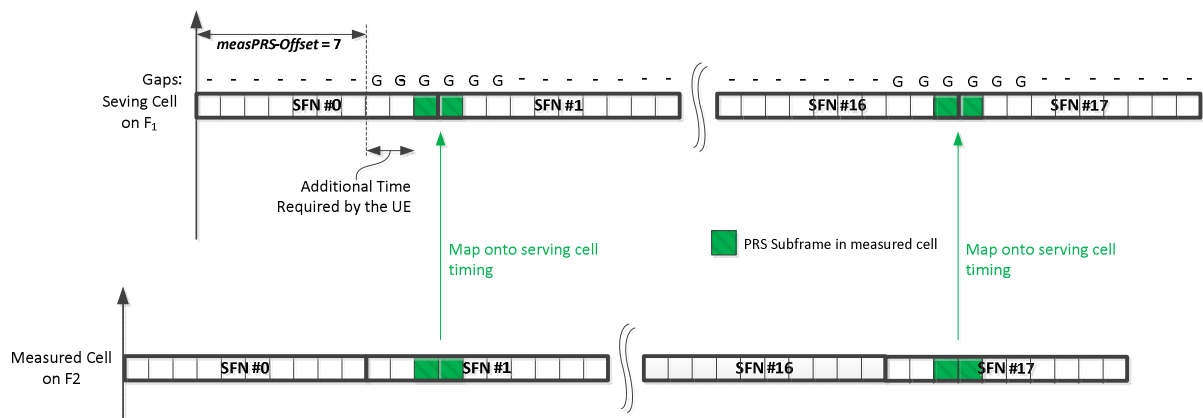 measPRS-Offset = 7
Gaps: - - - - - - - G G G G G G - - - - - - - - - - - - - - G G G G G G - - - - - - -
Seving Cell
on F1
SFN #0 SFN #1 SFN #16 SFN #17
Additional Time
Required by the UE
Map onto serving cell
timing
PRS Subframe in measured cell
Map onto serving cell
timing
Measured Cell
on F2
SFN #0 SFN #1 SFN #16 SFN #17